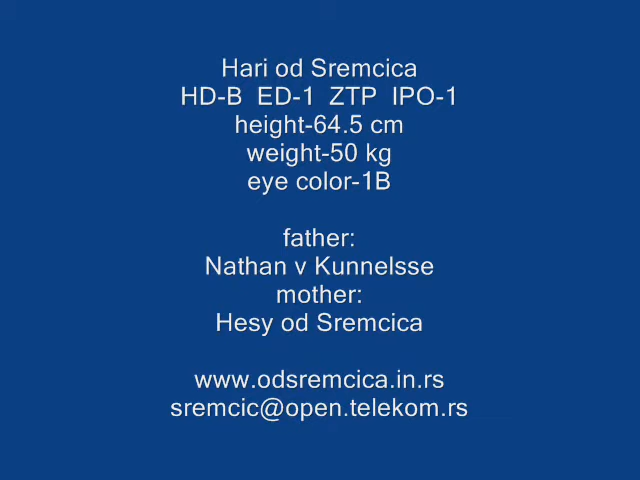 Hari od Sremcica
HD-B  ED-1  ZTP  IPO-1
height-64.5 cm
weight-50 kg
eye color-1B
father:
Nathan v Kunnelsse
mother:
Hesy od Sremcica
www.odsremcica.in.rs
sremcic@open.telekom.rs